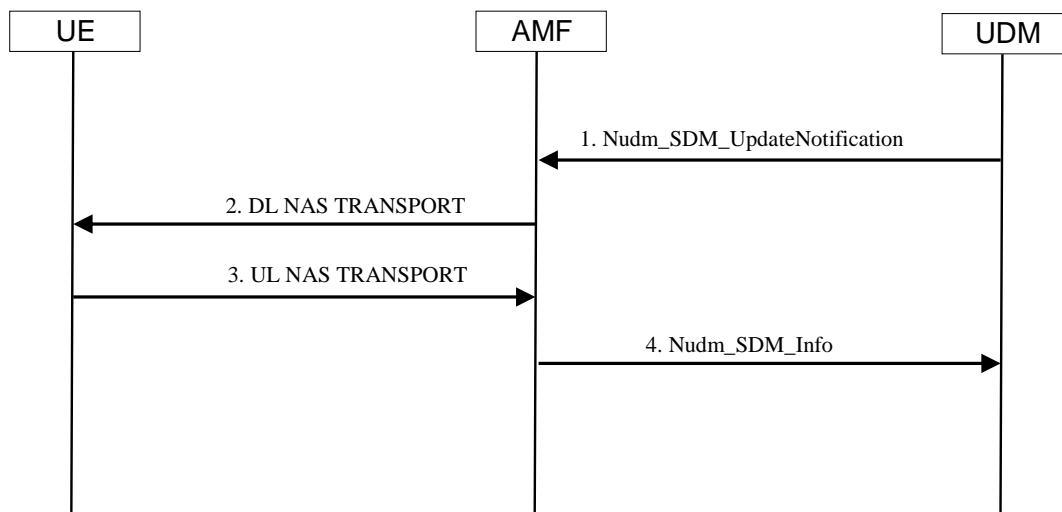 UE
AMF
UDM
1. Nudm_SDM_UpdateNotification
2. DL NAS TRANSPORT
3. UL NAS TRANSPORT
4. Nudm_SDM_Info